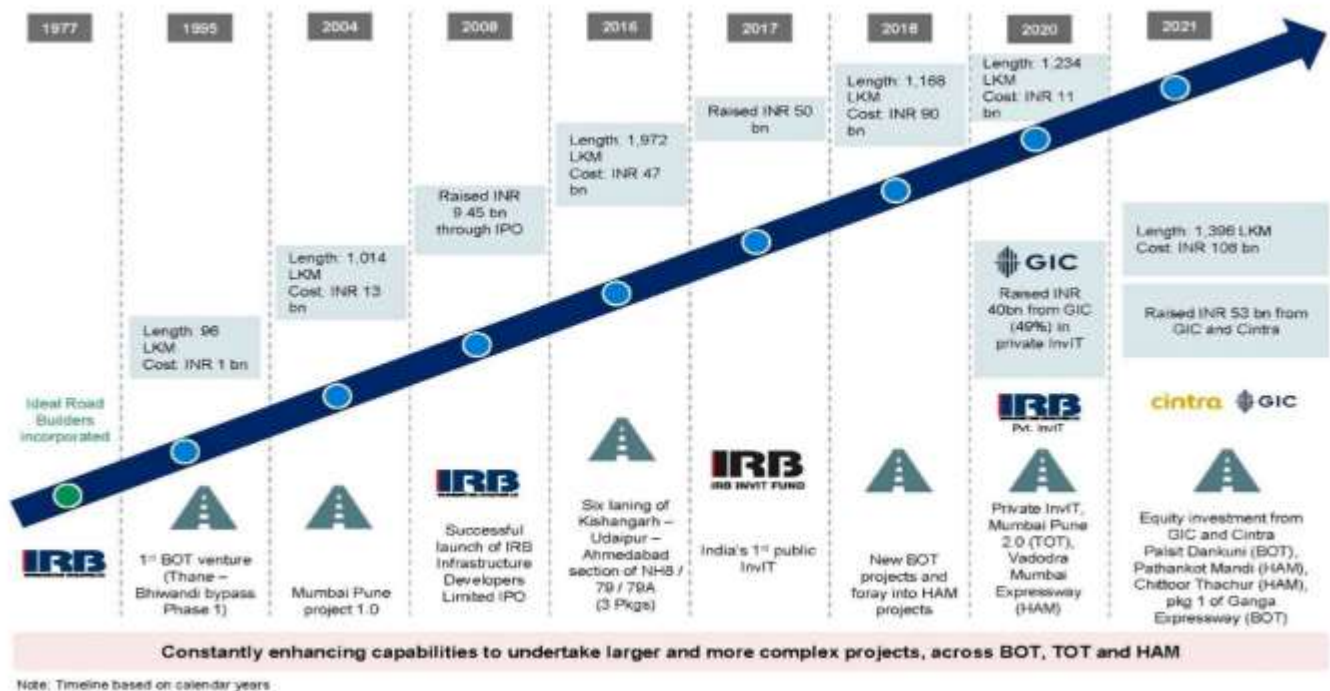 1977
1995
2004
2008
2016
2017
2018
2020
2021
Ideal Road
Builders
incorporated
IRB
Length: 96
LKM
Cost: INR 1 bn
1st BOT venture
(Thane –
Bhiwandi bypass
Phase 1)
Length: 1,014
LKM
Cost: INR 13
bn
Mumbai Pune
project 1.0
Raised INR
9.45 bn
through IPO
IRB
Successful
launch of IRB
Infrastructure
Developers
Limited IPO
Length: 1,972
LKM
Cost: INR 47
bn
Six laning of
Kishangarh –
Udaipur –
Ahmedabad
section of NH8 /
79 / 79A
(3 Pkgs)
Raised INR 50
bn
IRB
IRB INVIT FUND
India's 1st public
InvIT
Length: 1,168
LKM
Cost: INR 90
bn
New BOT
projects and
foray into HAM
projects
Length: 1,234
LKM
Cost: INR 11
bn
GIC
Raised INR
40bn from GIC
(49%) in
private InvIT
IRB
Pvt. InvIT
Private InvIT,
Mumbai Pune
2.0 (TOT),
Vadodra
Mumbai
Expressway
(HAM)
Length: 1,396 LKM
Cost: INR 108 bn
Raised INR 53 bn from
GIC and Cintra
cintra GIC
Equity investment from
GIC and Cintra
Palsit Dankuni (BOT),
Pathankot Mandi (HAM),
Chittoor Thachur (HAM),
pkg 1 of Ganga
Expressway (BOT)
Constantly enhancing capabilities to undertake larger and more complex projects, across BOT, TOT and HAM
Note: Timeline based on calendar years